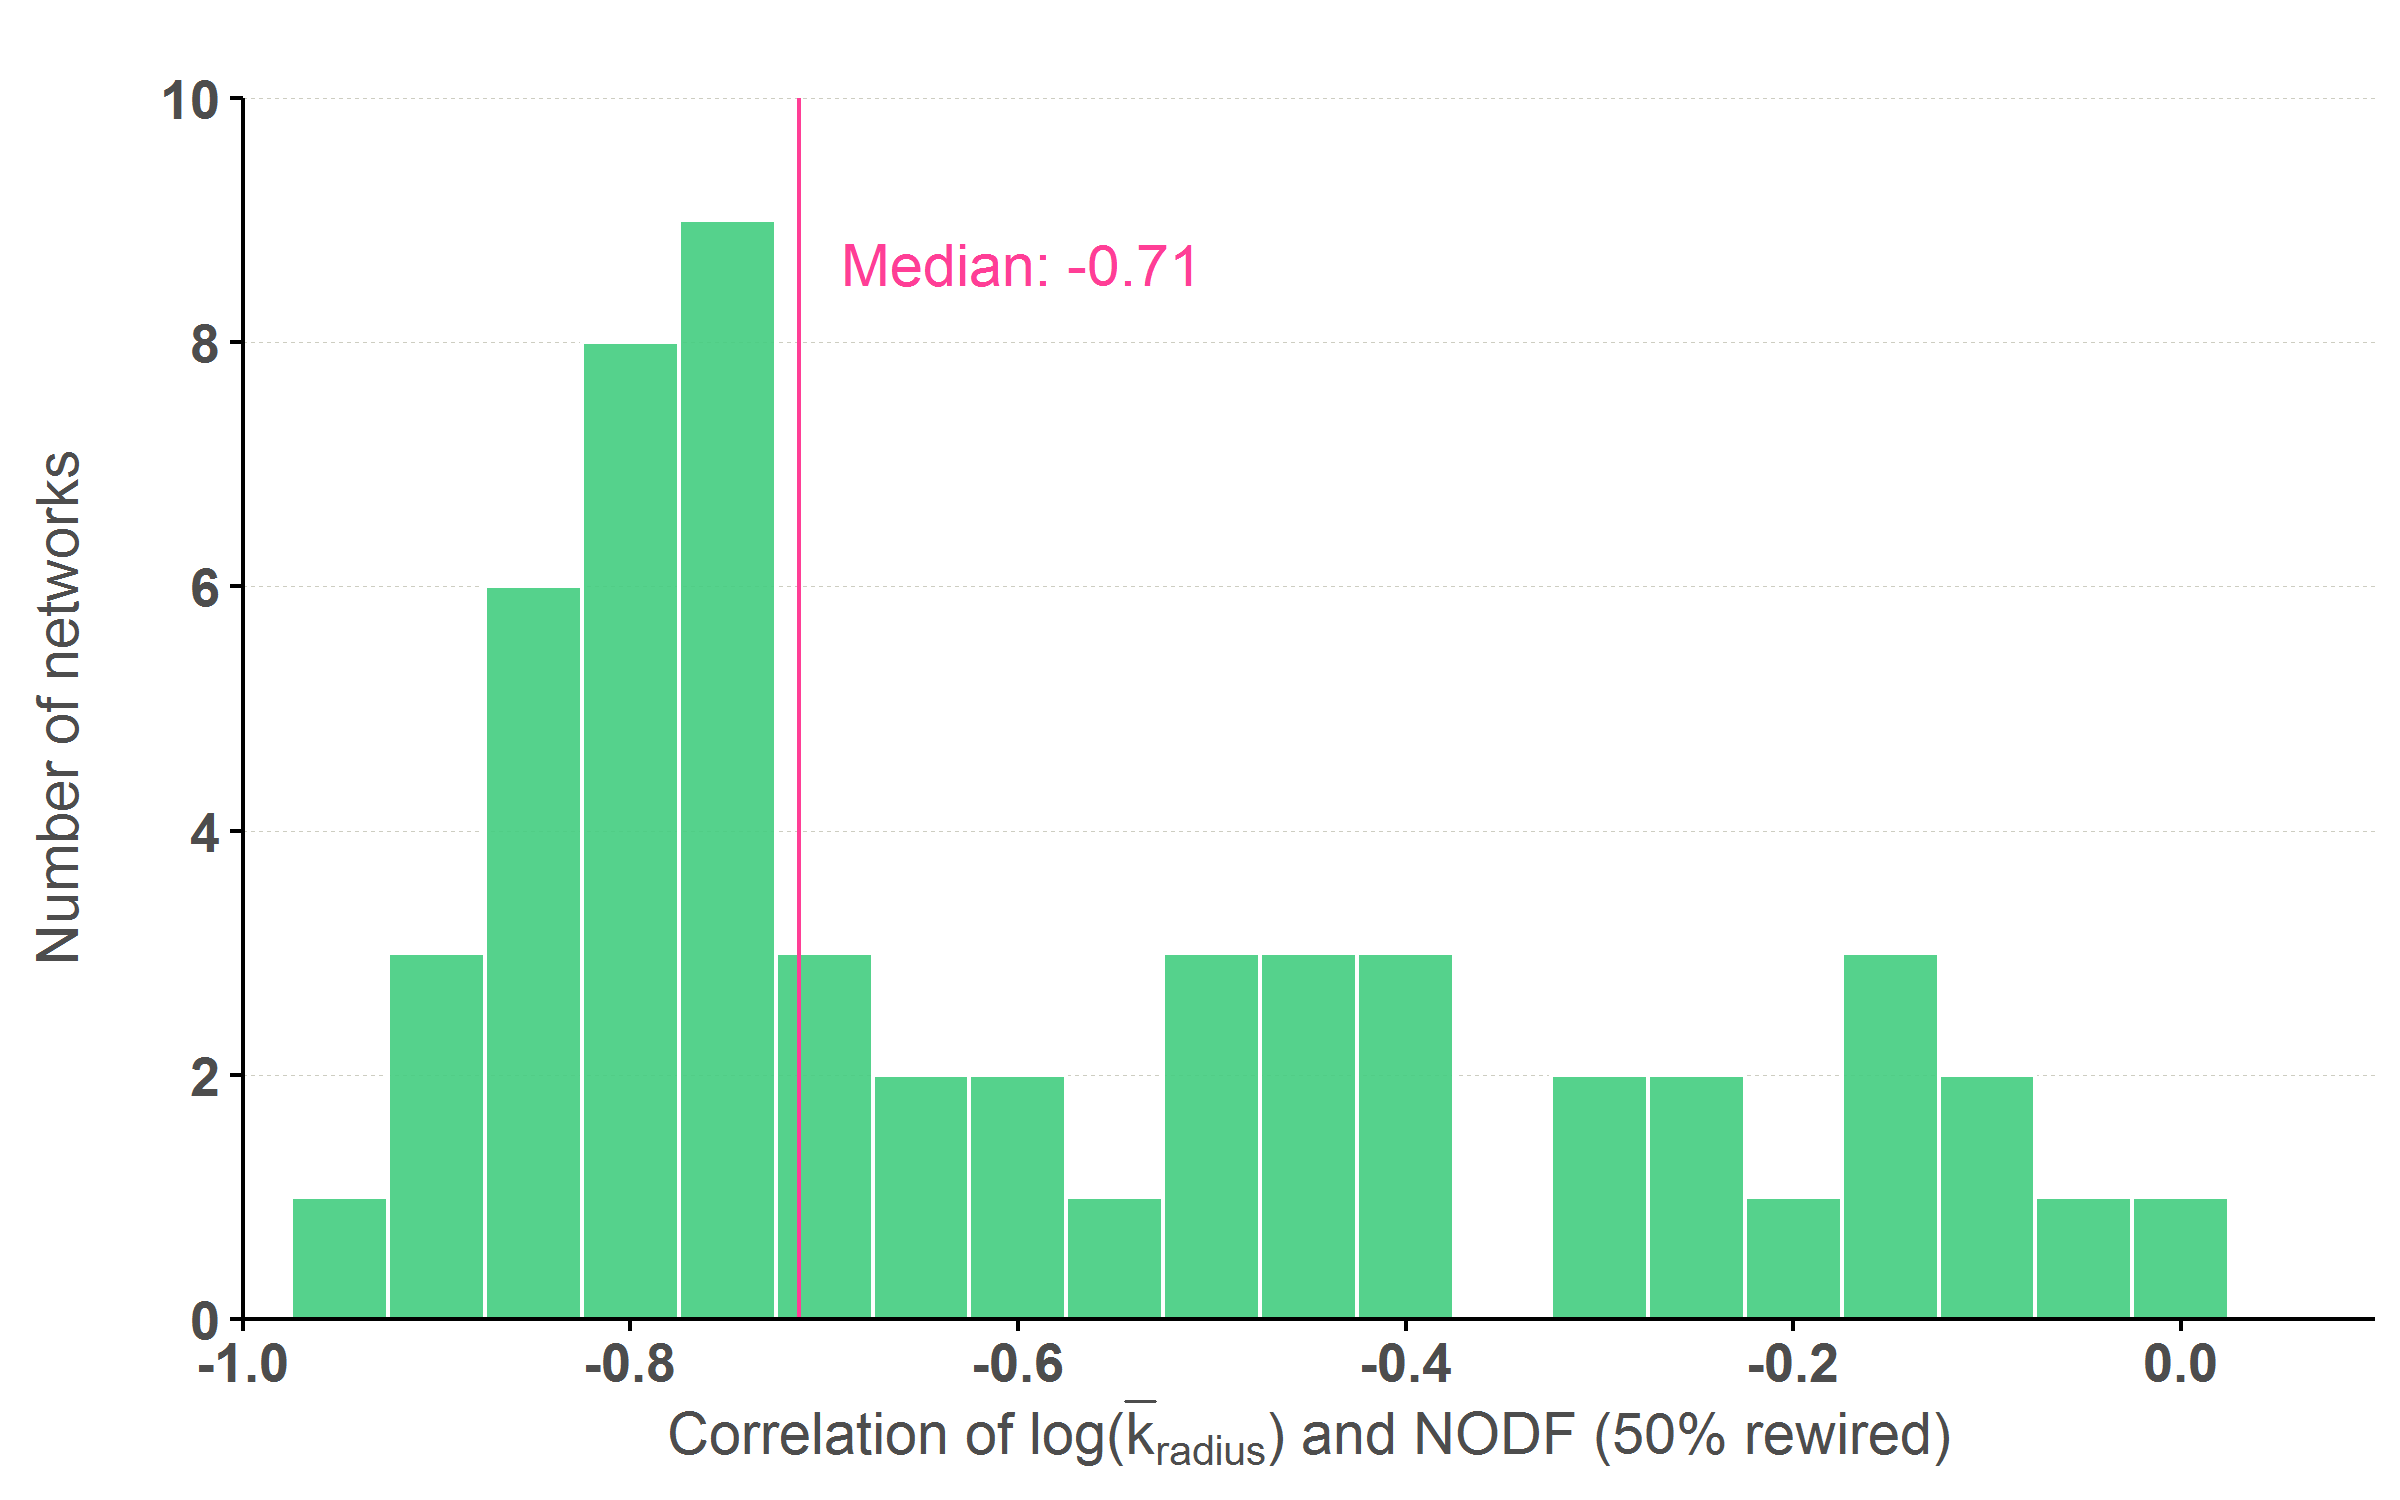 10
8
6
4
2
0
Number of networks
Median: -0.71
-1.0 -0.8 -0.6 -0.4 -0.2 0.0
Correlation of log(k̅radius) and NODF (50% rewired)